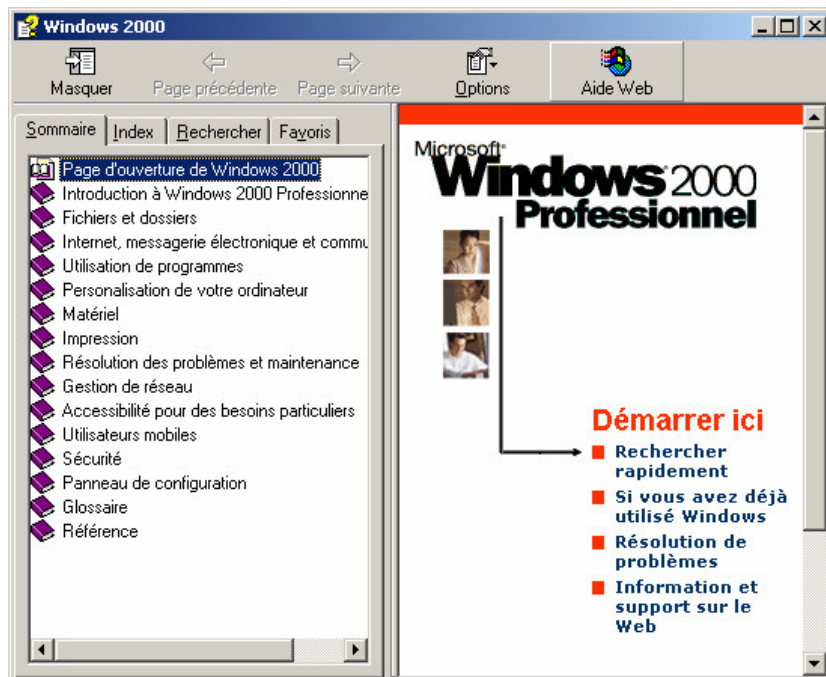 Windows 2000
Masquer Page précédente Page suivante Options Aide Web
Sommaire Index Rechercher Favoris
Page d'ouverture de Windows 2000
Introduction à Windows 2000 Professionne
Fichiers et dossiers
Internet, messagerie électronique et commu
Utilisation de programmes
Personalisation de votre ordinateur
Matériel
Impression
Résolution des problèmes et maintenance
Gestion de réseau
Accessibilité pour des besoins particuliers
Utilisateurs mobiles
Sécurité
Panneau de configuration
Glossaire
Référence
Microsoft
Windows 2000
Professionnel
Démarrer ici
Rechercher
rapidement
Si vous avez déjà
utilisé Windows
Résolution de
problèmes
Information et
support sur le
Web